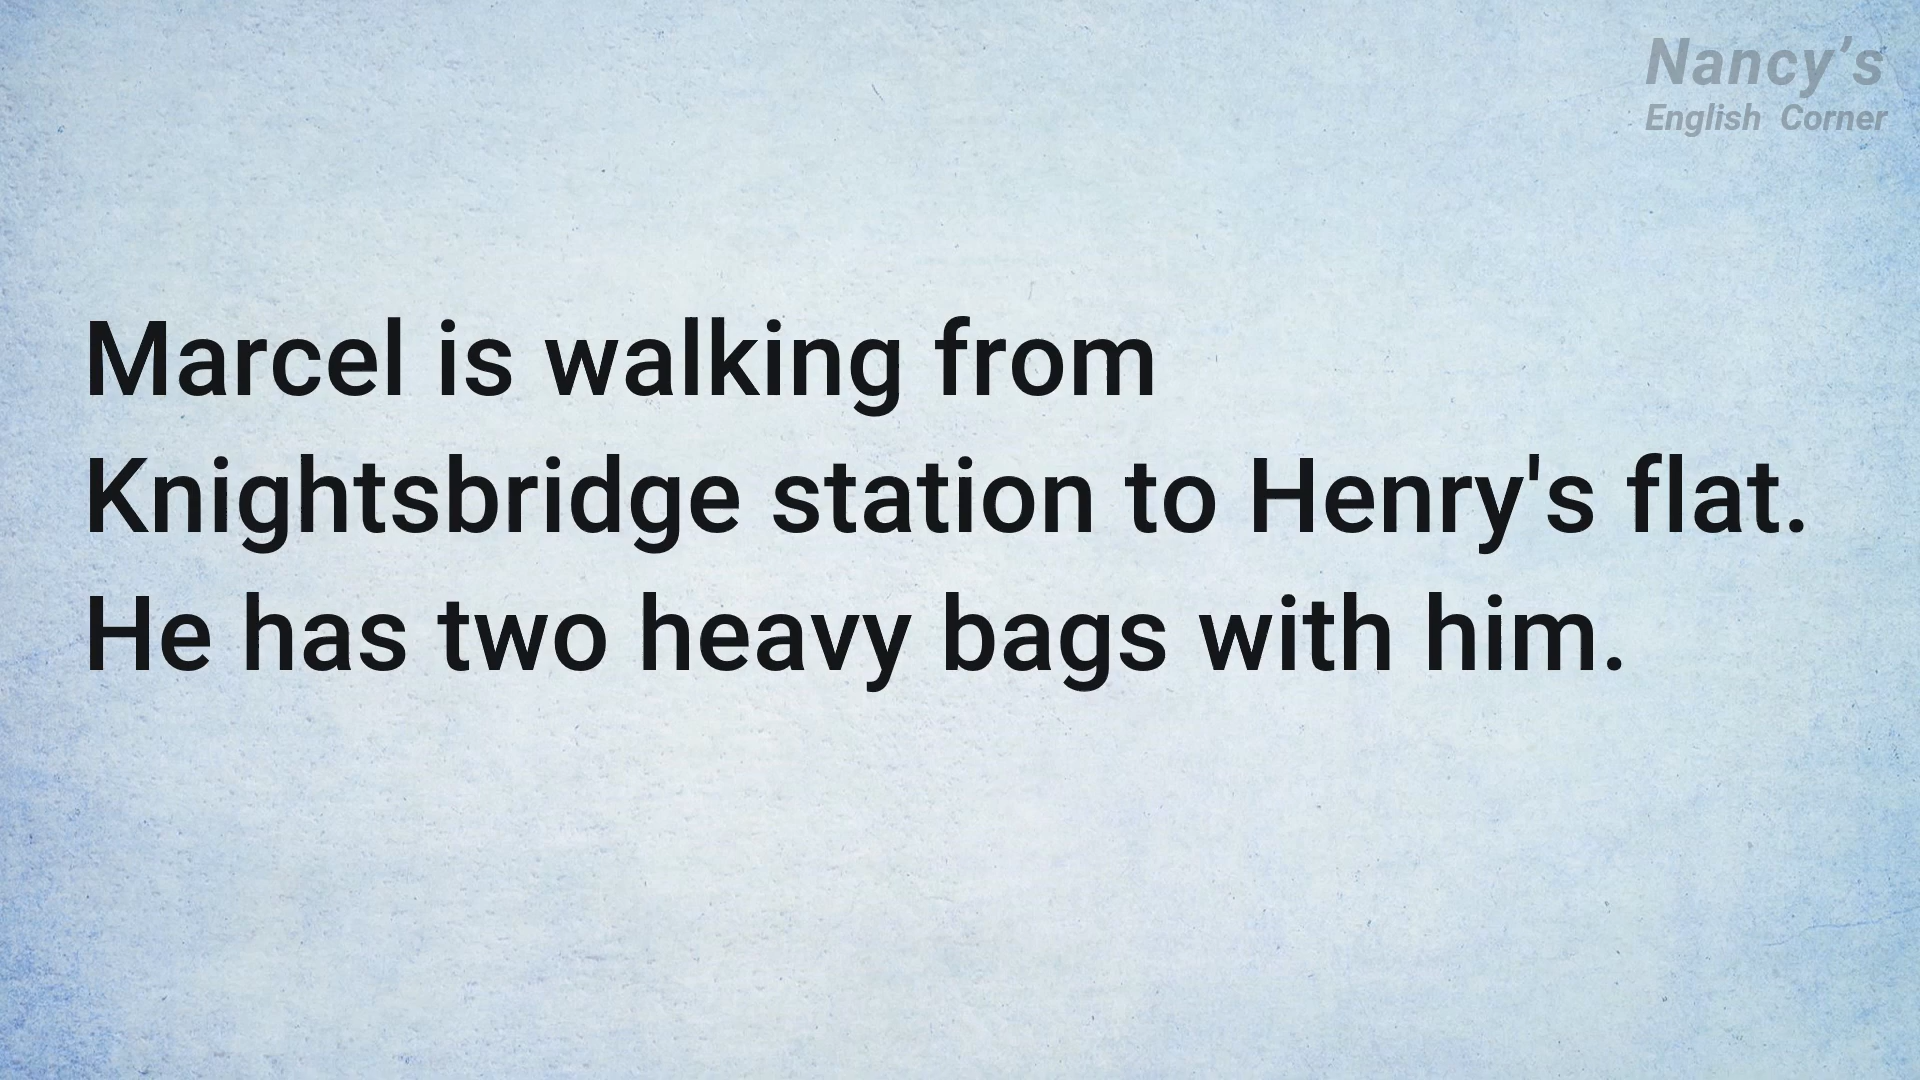 Nancy’s
English Corner
Marcel is walking from
Knightsbridge station to Henry's flat.
He has two heavy bags with him.